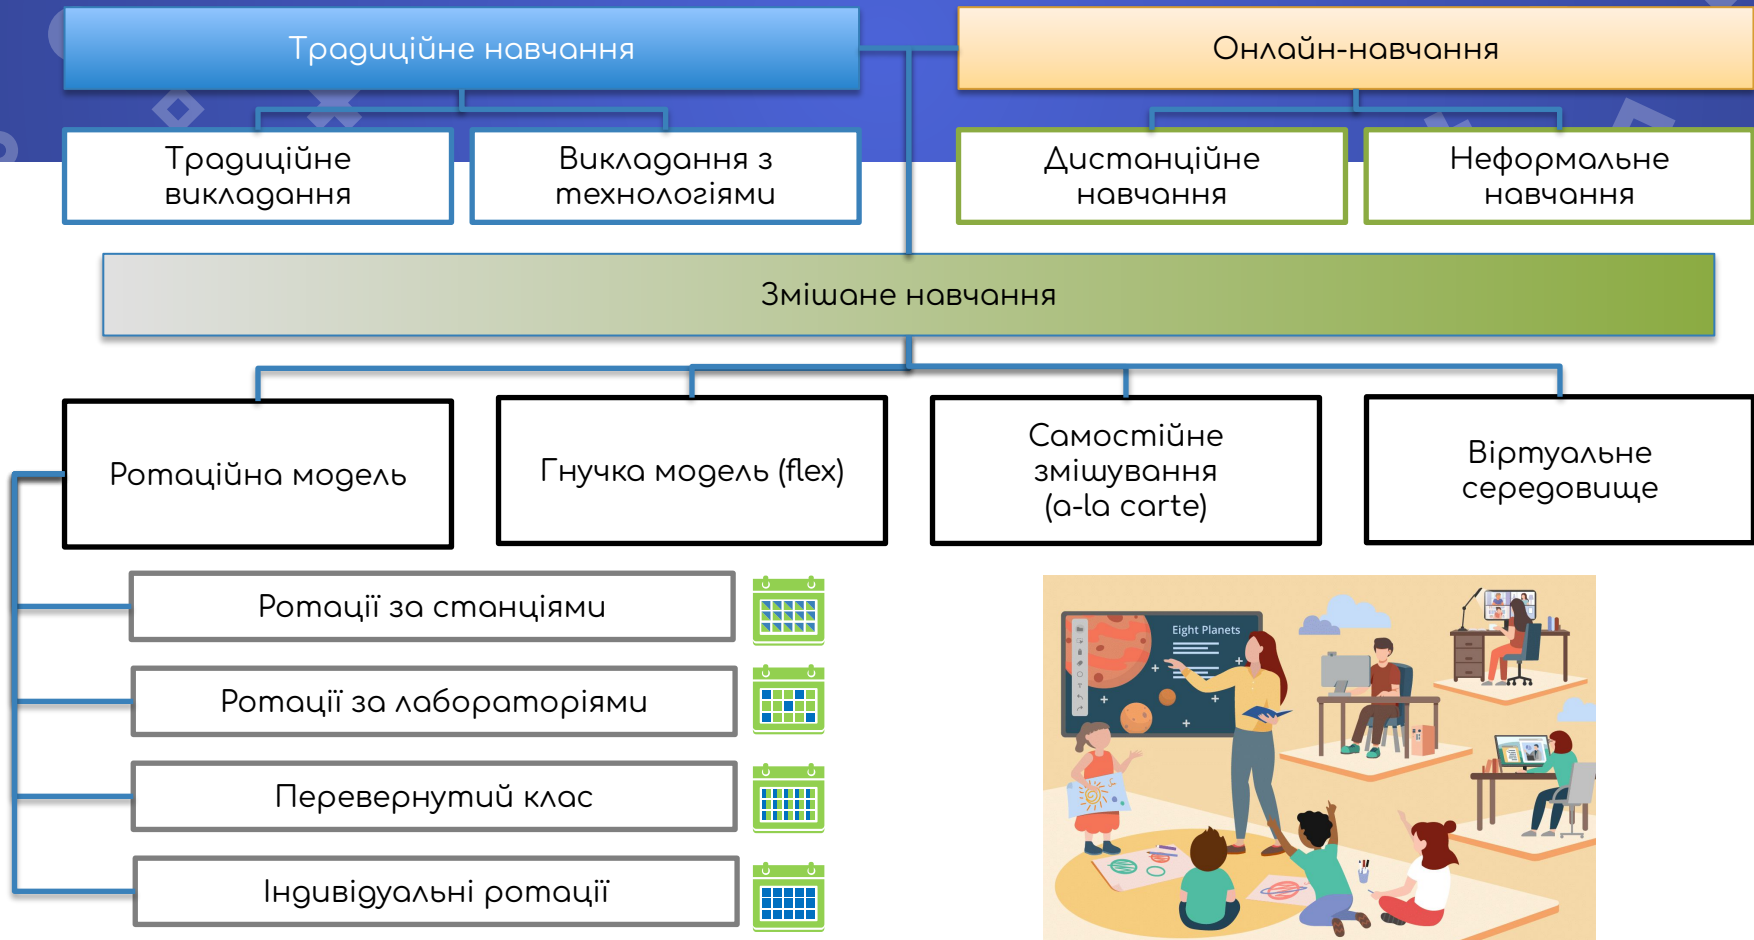 Традиційне навчання
Онлайн-навчання
Традиційне
викладання
Викладання з
технологіями
Дистанційне
навчання
Неформальне
навчання
Змішане навчання
Ротаційна модель
Гнучка модель (flex)
Самостійне
змішування
(a-la carte)
Віртуальне
середовище
Ротації за станціями
Ротації за лабораторіями
Перевернутий клас
Індивідуальні ротації
Eight Planets